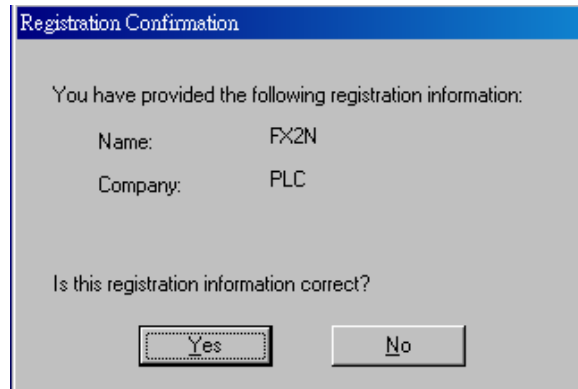 Registration Confirmation
You have provided the following registration information:
Name: FX2N
Company: PLC
Is this registration information correct?
Yes No